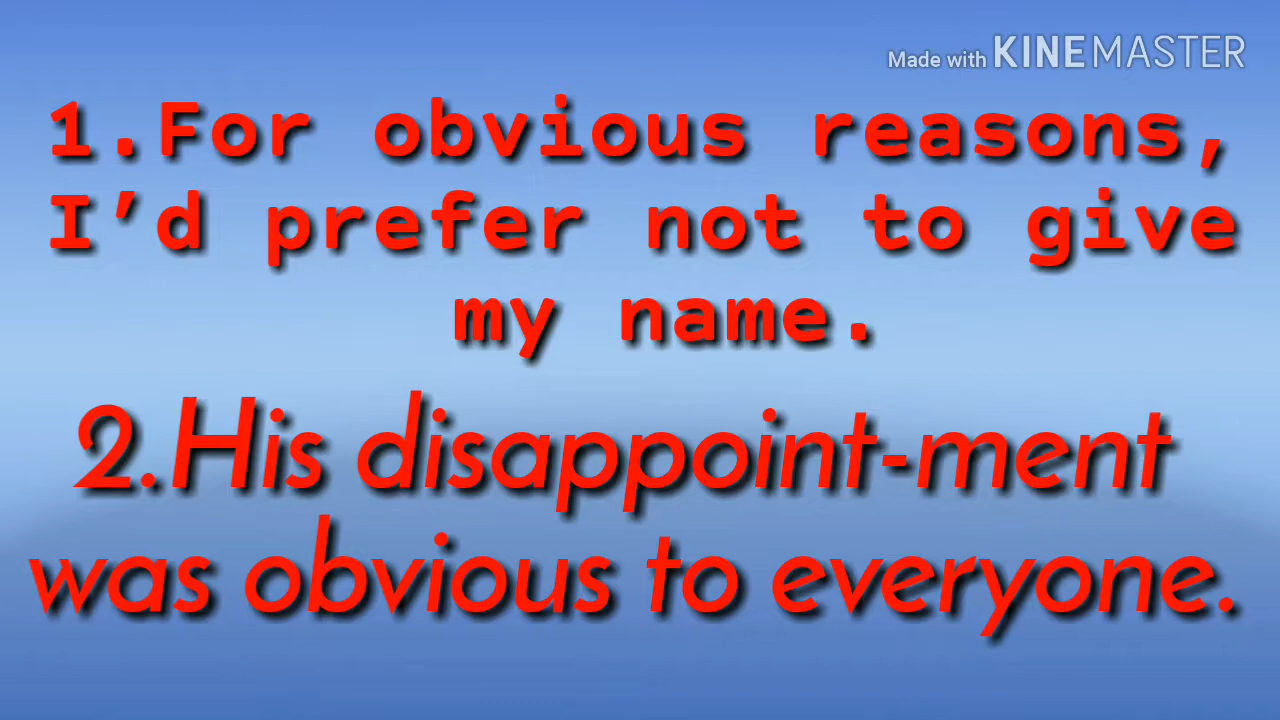 Made with KINEMASTER
1.For obvious reasons,
I’d prefer not to give
my name.
2.His disappoint-ment
was obvious to everyone.